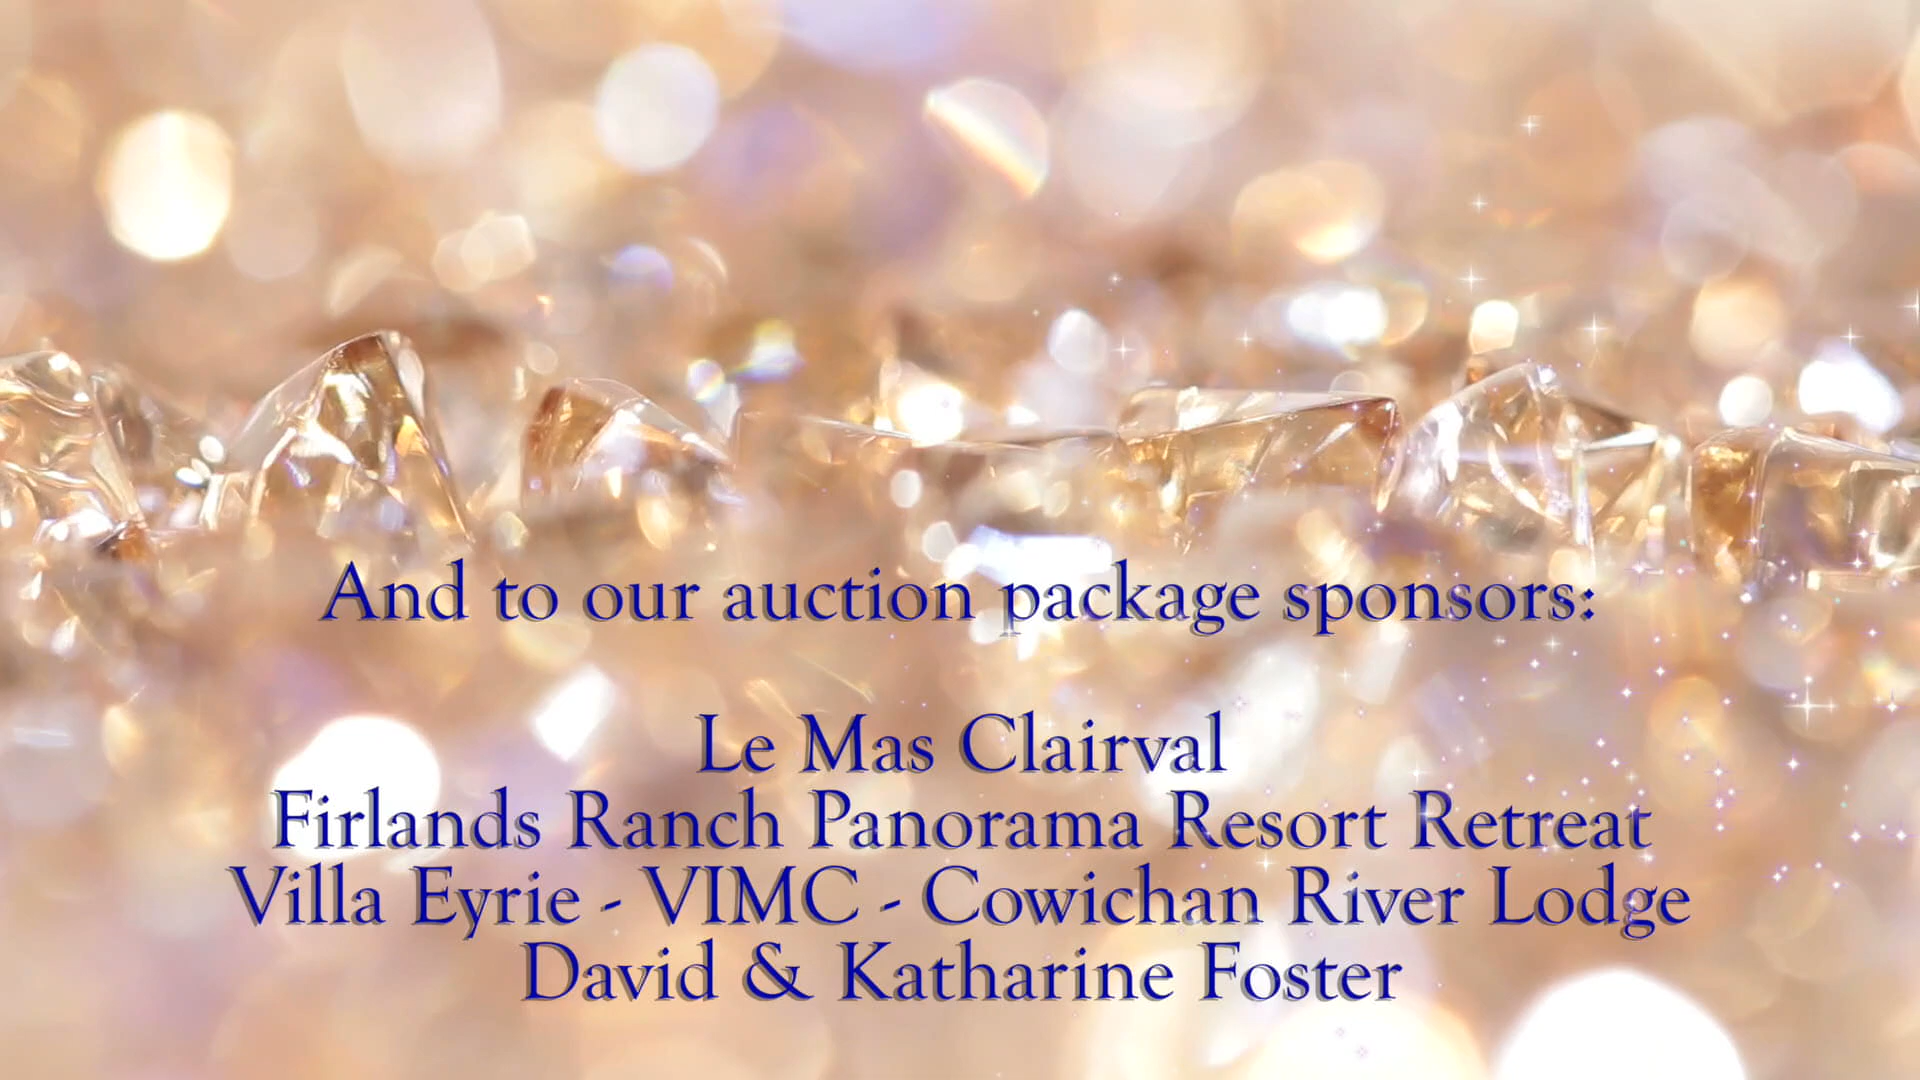 And to our auction package sponsors:
Le Mas Clairval
Firlands Ranch Panorama Resort Retreat
Villa Eyrie - VIMC - Cowichan River Lodge
David & Katharine Foster